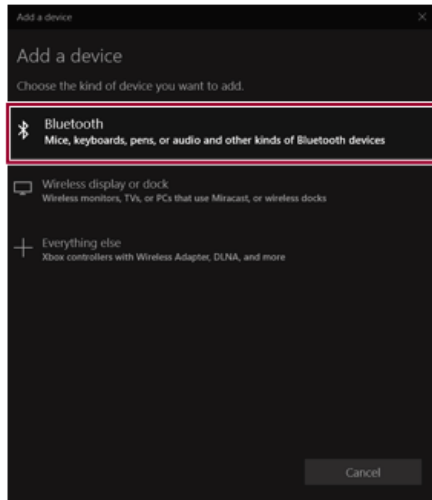 Add a device
Add a device
Choose the kind of device you want to add.
Bluetooth
Mice, keyboards, pens, or audio and other kinds of Bluetooth devices
Wireless display or dock
Wireless monitors, TVs, or PCs that use Miracast, or wireless docks
Everything else
Xbox controllers with Wireless Adapter, DLNA, and more
Cancel